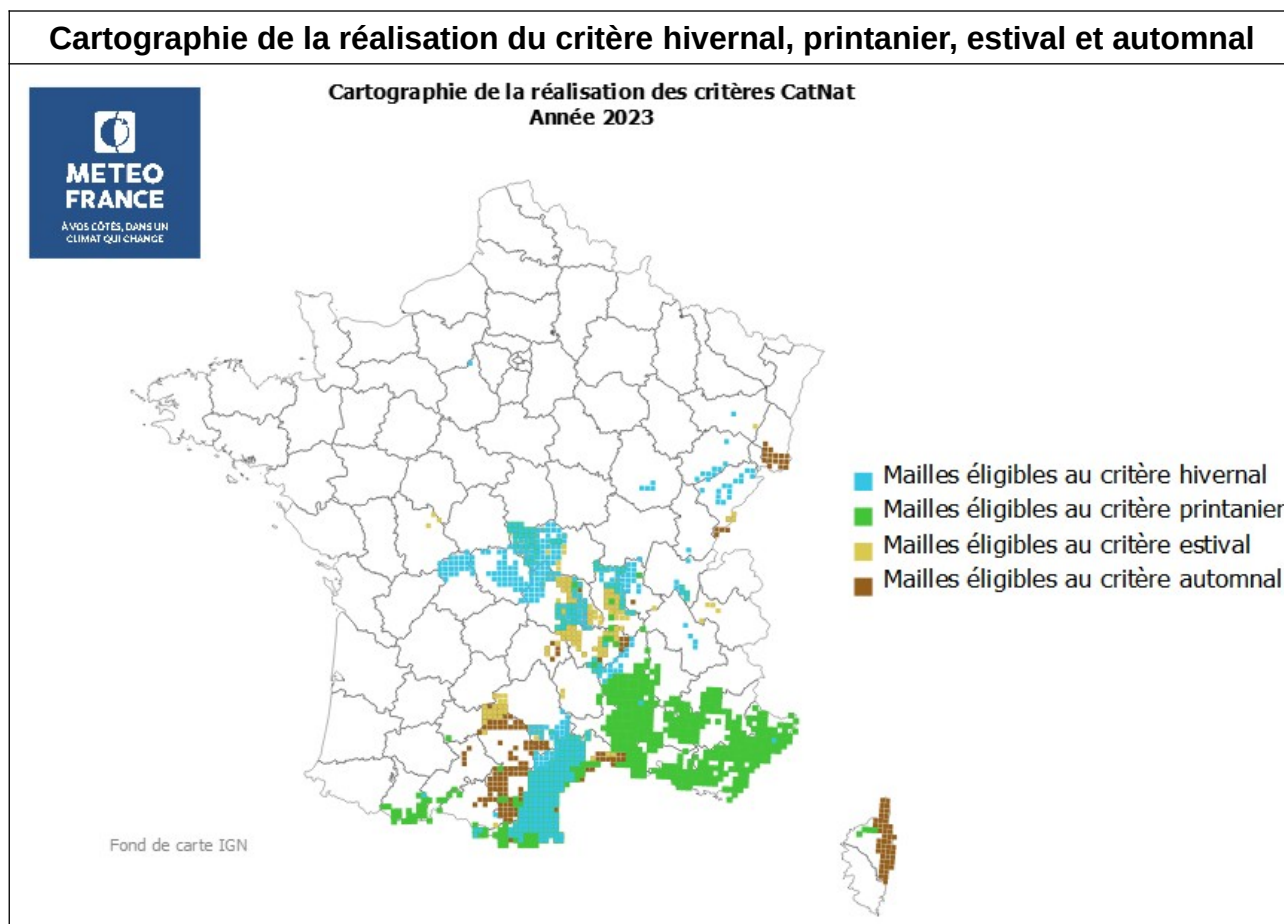 Cartographie de la réalisation du critère hivernal, printanier, estival et automnal
Cartographie de la réalisation des critères CatNat
Année 2023
METEO
FRANCE
À VOS CÔTÉS, DANS UN
CLIMAT QUI CHANGE
Mailles éligibles au critère hivernal
Mailles éligibles au critère printanier
Mailles éligibles au critère estival
Mailles éligibles au critère automnal
Fond de carte IGN